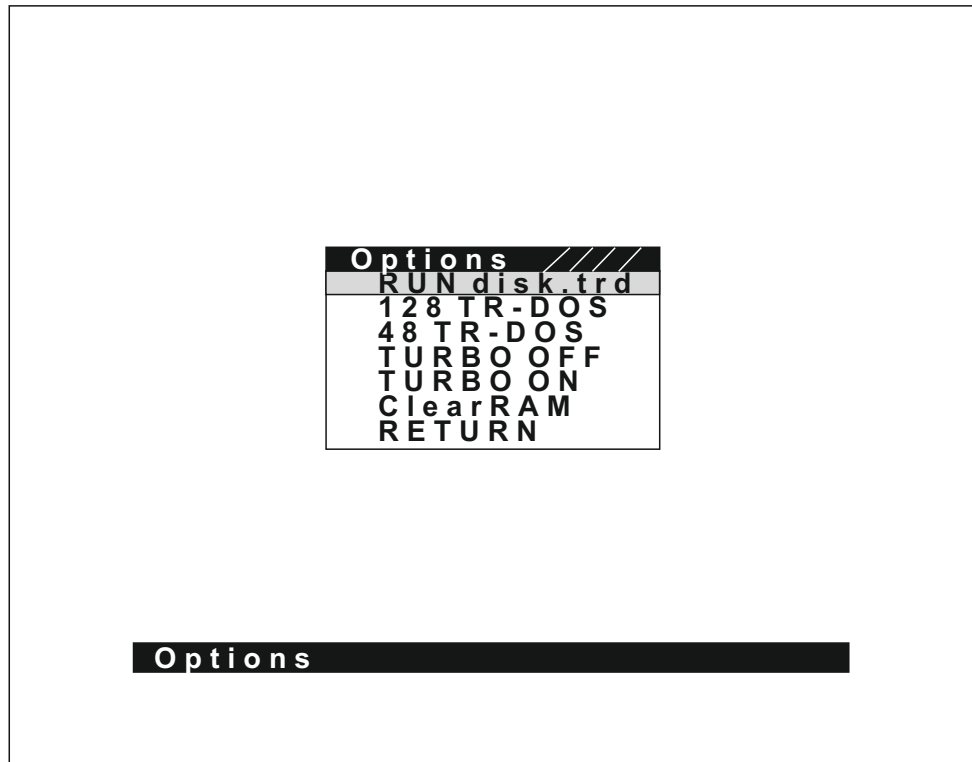 Options
RUN disk.trd
128 TR-DOS
48 TR-DOS
TURBO OFF
TURBO ON
ClearRAM
RETURN
Options